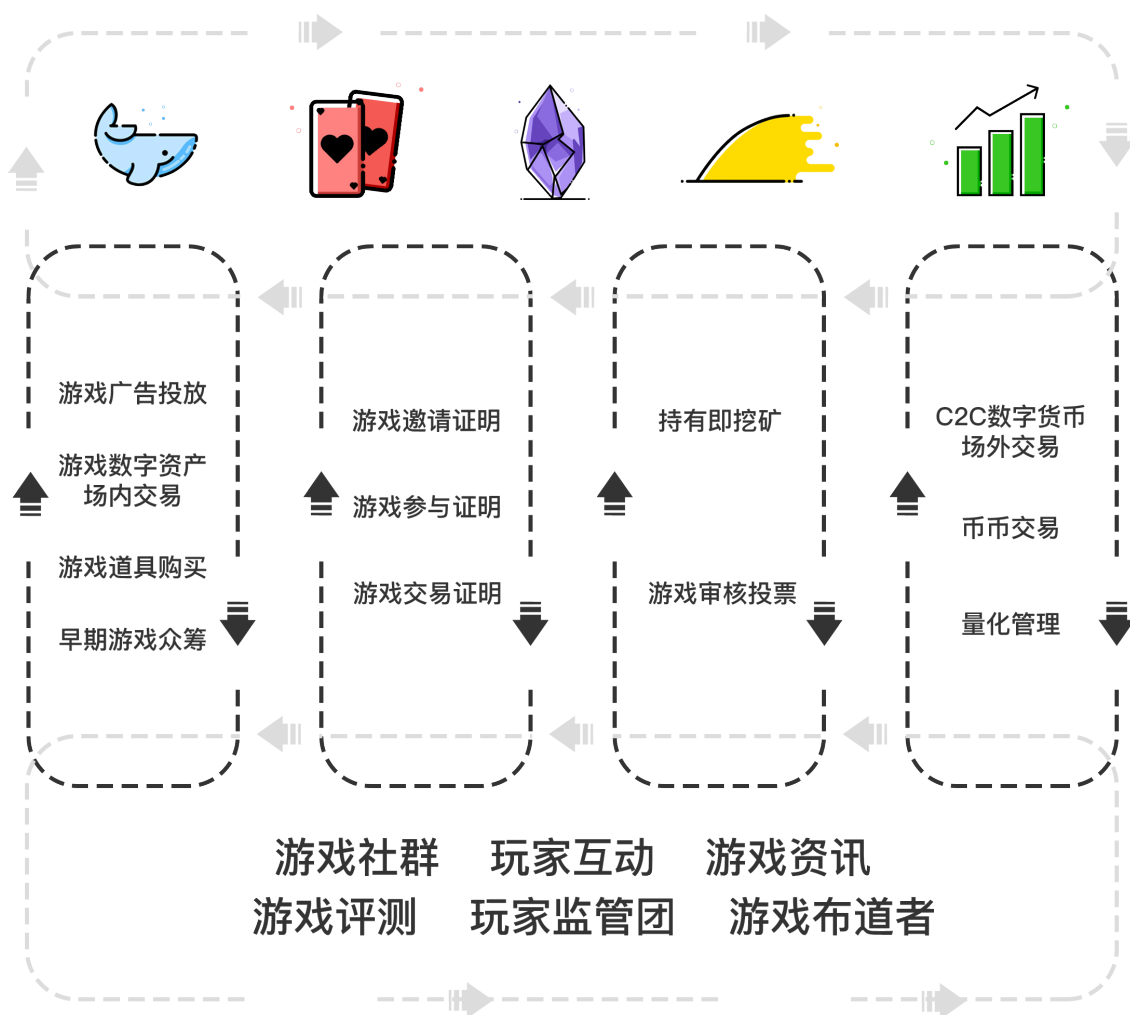 游戏广告投放
游戏数字资产
场内交易
游戏道具购买
早期游戏众筹
游戏邀请证明
游戏参与证明
游戏交易证明
持有即挖矿
游戏审核投票
C2C数字货币
场外交易
币币交易
量化管理
游戏社群 玩家互动 游戏资讯
游戏评测 玩家监管团 游戏布道者